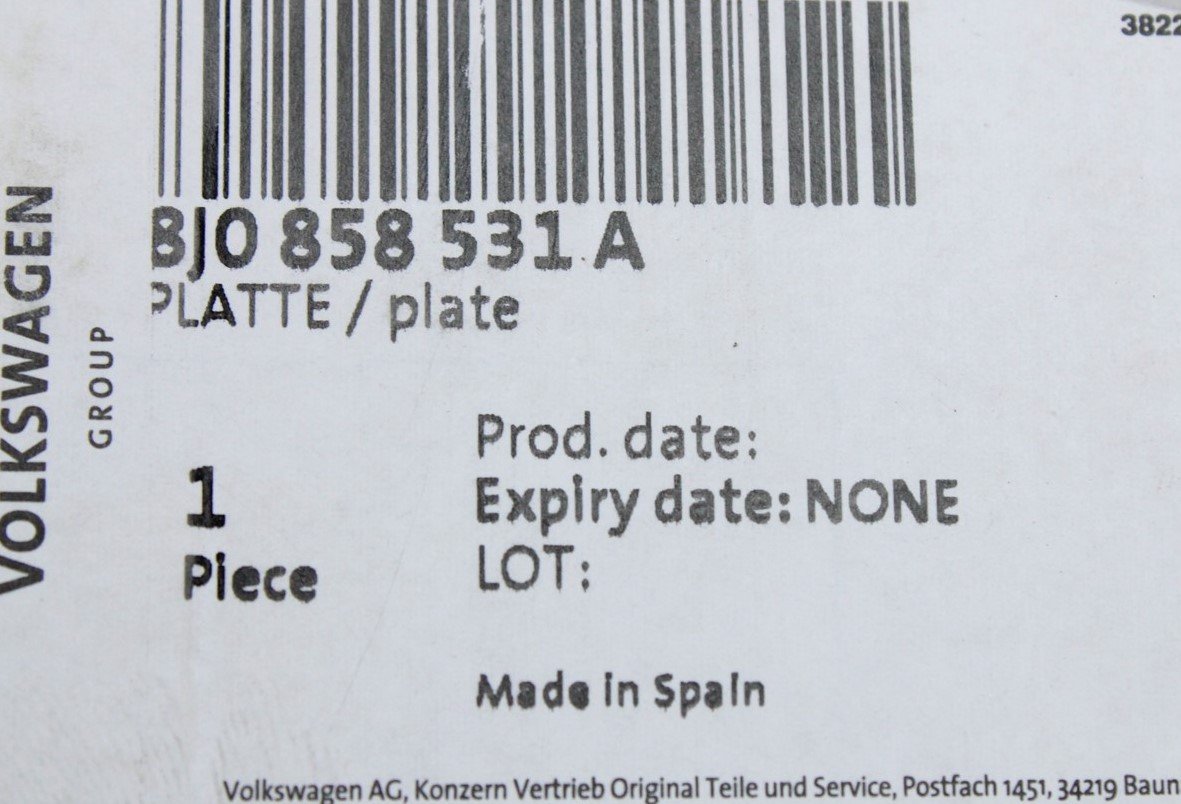 3822
8J0 858 531 A
PLATTE / plate
VOLKSWAGEN
GROUP
Prod. date:
1
Expiry date: NONE
Piece
LOT:
Made in Spain
Volkswagen AG, Konzern Vertrieb Original Teile und Service, Postfach 1451, 34219 Baun